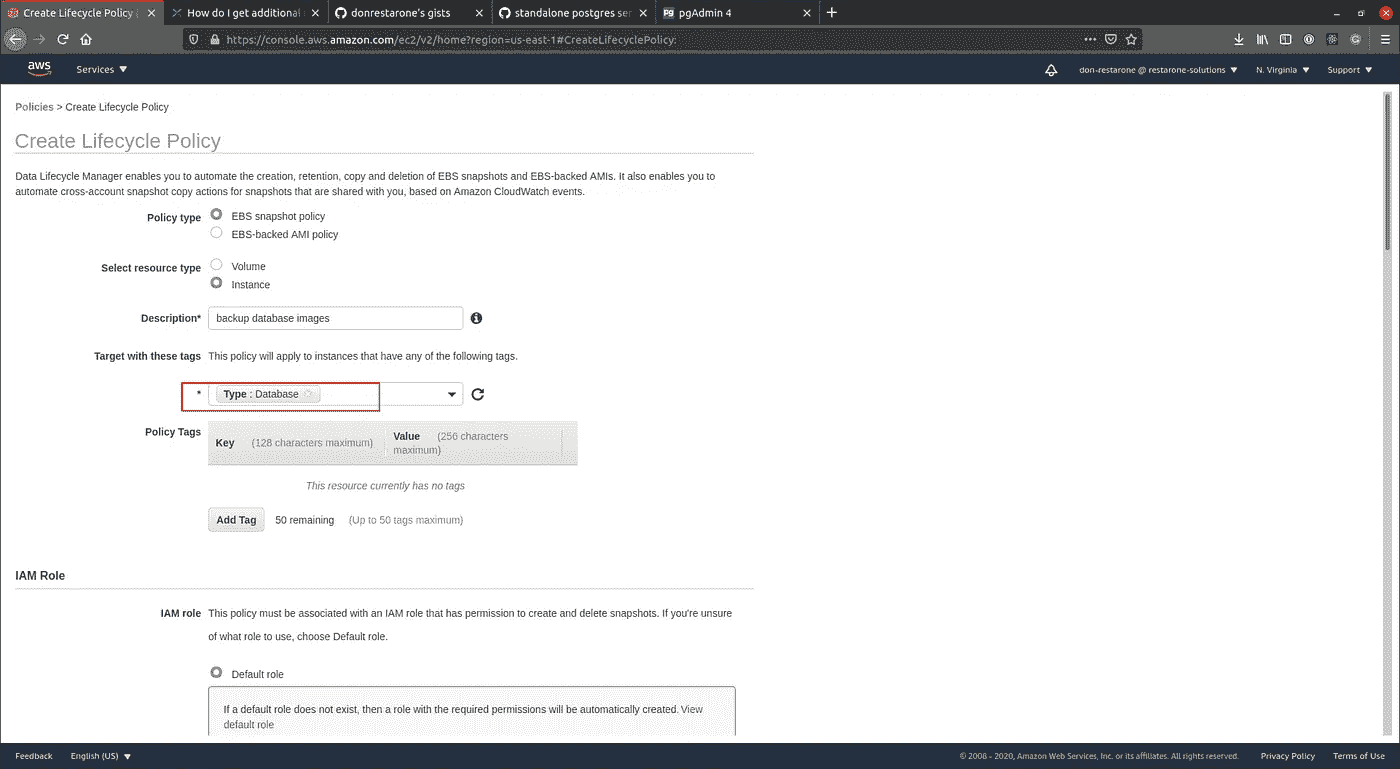 Create Lifecycle Policy
How do I get additional
donrestarone's gists
standalone postgres ser
Pg pgAdmin 4
https://console.aws.amazon.com/ec2/v2/home?region=us-east-1#CreateLifecyclePolicy:
aws Services don-restarone @ restarone-solutions N. Virginia Support
Policies > Create Lifecycle Policy
Create Lifecycle Policy
Data Lifecycle Manager enables you to automate the creation, retention, copy and deletion of EBS snapshots and EBS-backed AMIs. It also enables you to
automate cross-account snapshot copy actions for snapshots that are shared with you, based on Amazon CloudWatch events.
Policy type EBS snapshot policy
EBS-backed AMI policy
Select resource type Volume
Instance
Description* backup database images
Target with these tags This policy will apply to instances that have any of the following tags.
* Type : Database
Policy Tags Key (128 characters maximum) Value (256 characters
maximum)
This resource currently has no tags
Add Tag 50 remaining (Up to 50 tags maximum)
IAM Role
IAM role This policy must be associated with an IAM role that has permission to create and delete snapshots. If you're unsure
of what role to use, choose Default role.
Default role
If a default role does not exist, then a role with the required permissions will be automatically created. View
default role
Feedback English (US) © 2008 - 2020, Amazon Web Services, Inc. or its affiliates. All rights reserved. Privacy Policy Terms of Use